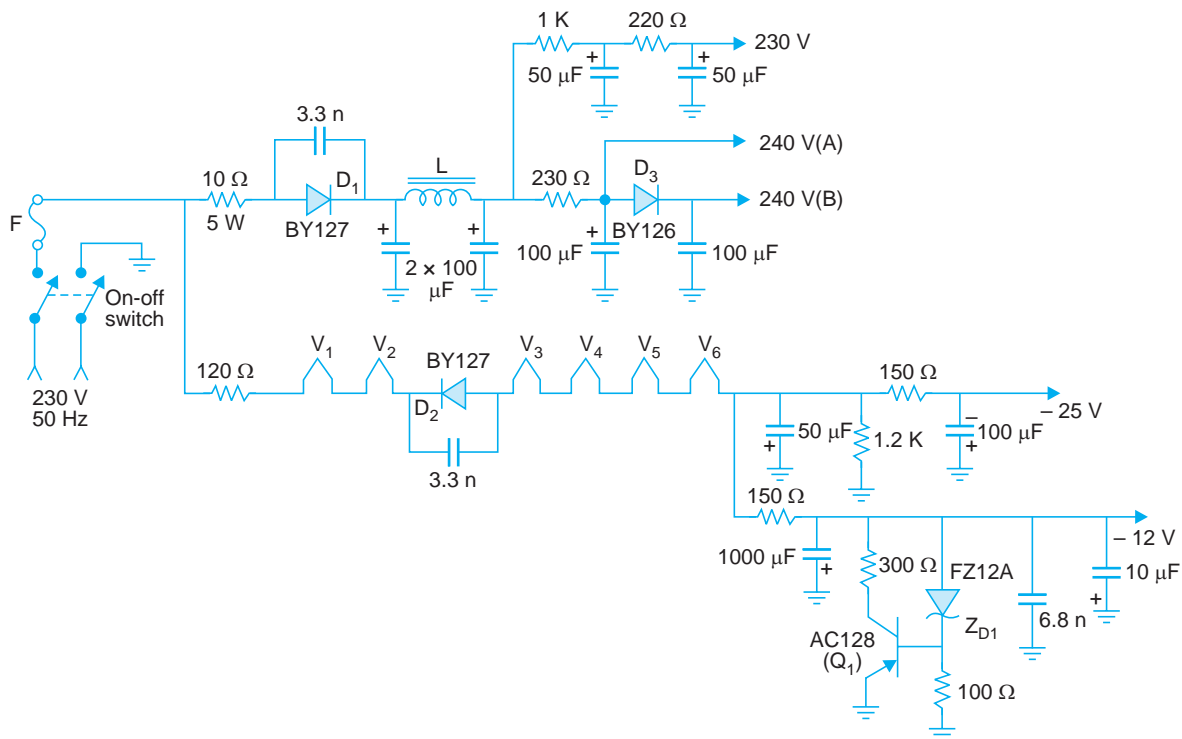 1 K
220 Ω
230 V
+
50 μF
+
50 μF
3.3 n
240 V(A)
L
D3
10 Ω
D1
230 Ω
240 V(B)
F
5 W
BY127
+
+
+
BY126
2 × 100
μF
100
μF
100
μF
On-off
switch
V1
V2
BY127
V3
V4
V5
V6
120 Ω
150 Ω
230 V
50 Hz
D2
– 25 V
50 μF
+
1.2 K
–
100 μF
+
3.3 n
150 Ω
– 12 V
1000 μF
+
300 Ω
FZ12A
10 μF
+
ZD1
6.8 n
AC128
(Q1)
100 Ω